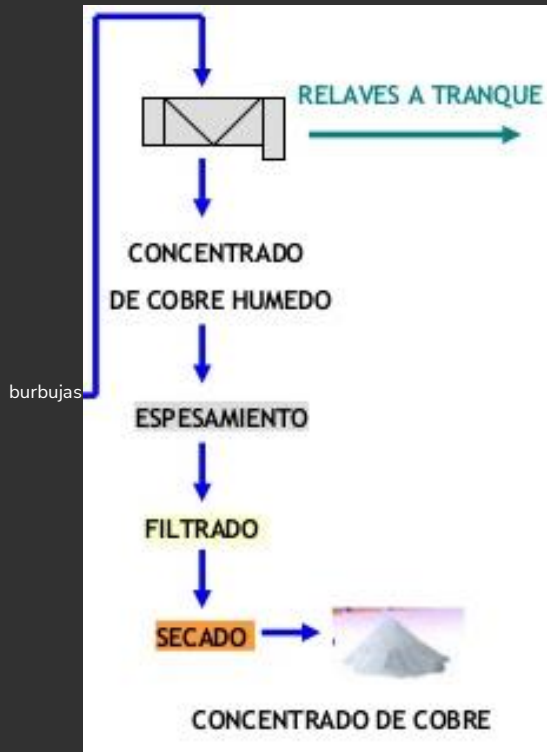 RELAVES A TRANQUE
CONCENTRADO
DE COBRE HUMEDO
burbujas
ESPESAMIENTO
FILTRADO
SECADO
CONCENTRADO DE COBRE